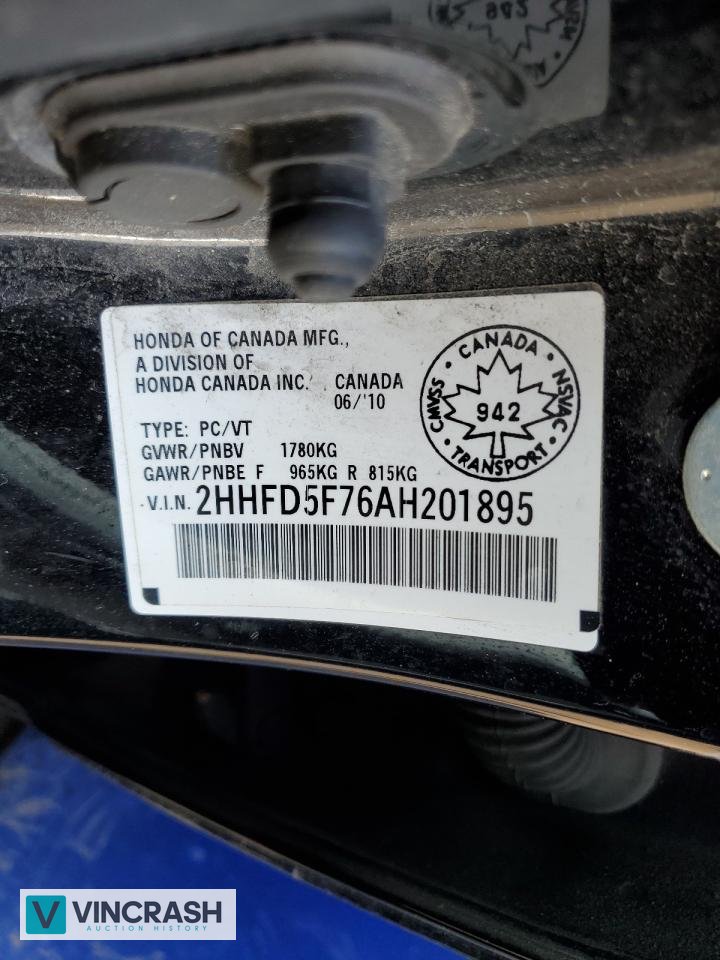 HONDA OF CANADA MFG.,
A DIVISION OF
HONDA CANADA INC. CANADA
06/'10
TYPE: PC/VT
GVWR/PNBV 1780KG
GAWR/PNBE F 965KG R 815KG
V.I.N. 2HHFD5F76AH201895
CANADA
CMVSS
942
NSVAC
TRANSPORT
VINCRASH
AUCTION HISTORY